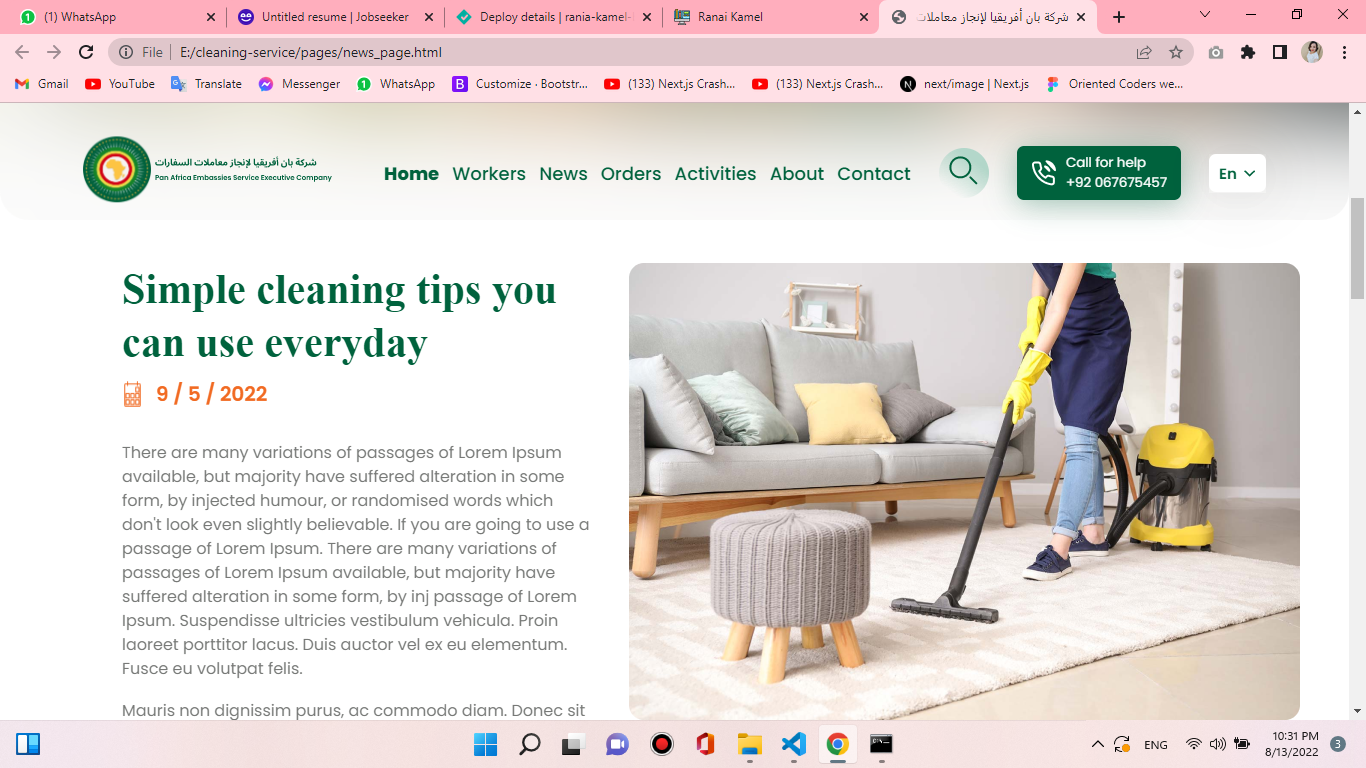 (1) WhatsApp
Untitled resume | Jobseeker
Deploy details | rania-kamel-
Ranai Kamel
شركة بان أفريقيا لإنجاز معاملات
File
E:/cleaning-service/pages/news_page.html
Gmail
YouTube
Translate
Messenger
WhatsApp
Customize · Bootstr...
(133) Next.js Crash...
(133) Next.js Crash...
next/image | Next.js
Oriented Coders we...
شركة بان أفريقيا لإنجاز معاملات السفارات
Pan Africa Embassies Service Executive Company
Home Workers News Orders Activities About Contact
Call for help
+92 067675457
En
Simple cleaning tips you
can use everyday
9 / 5 / 2022
There are many variations of passages of Lorem Ipsum
available, but majority have suffered alteration in some
form, by injected humour, or randomised words which
don't look even slightly believable. If you are going to use a
passage of Lorem Ipsum. There are many variations of
passages of Lorem Ipsum available, but majority have
suffered alteration in some form, by inj passage of Lorem
Ipsum. Suspendisse ultricies vestibulum vehicula. Proin
laoreet porttitor lacus. Duis auctor vel ex eu elementum.
Fusce eu volutpat felis.
Mauris non dignissim purus, ac commodo diam. Donec sit
ENG
10:31 PM
8/13/2022
3